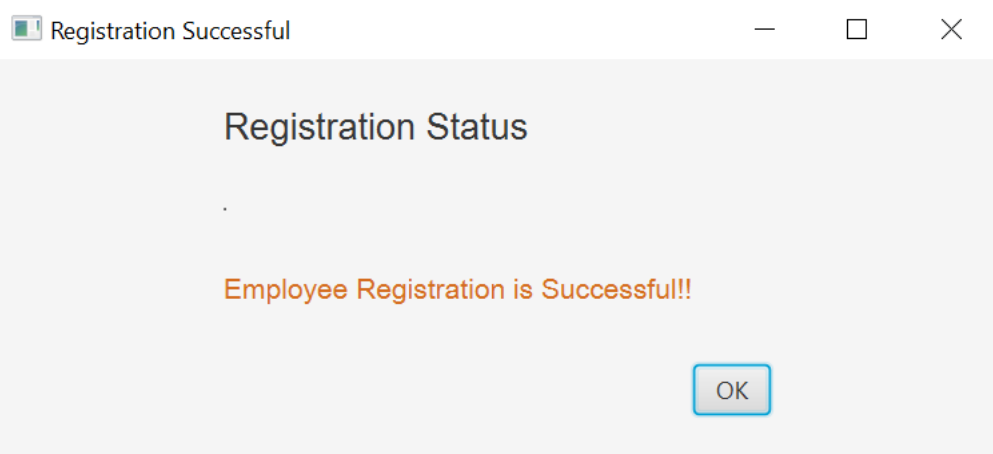 Registration Successful
Registration Status
.
Employee Registration is Successful!!
OK